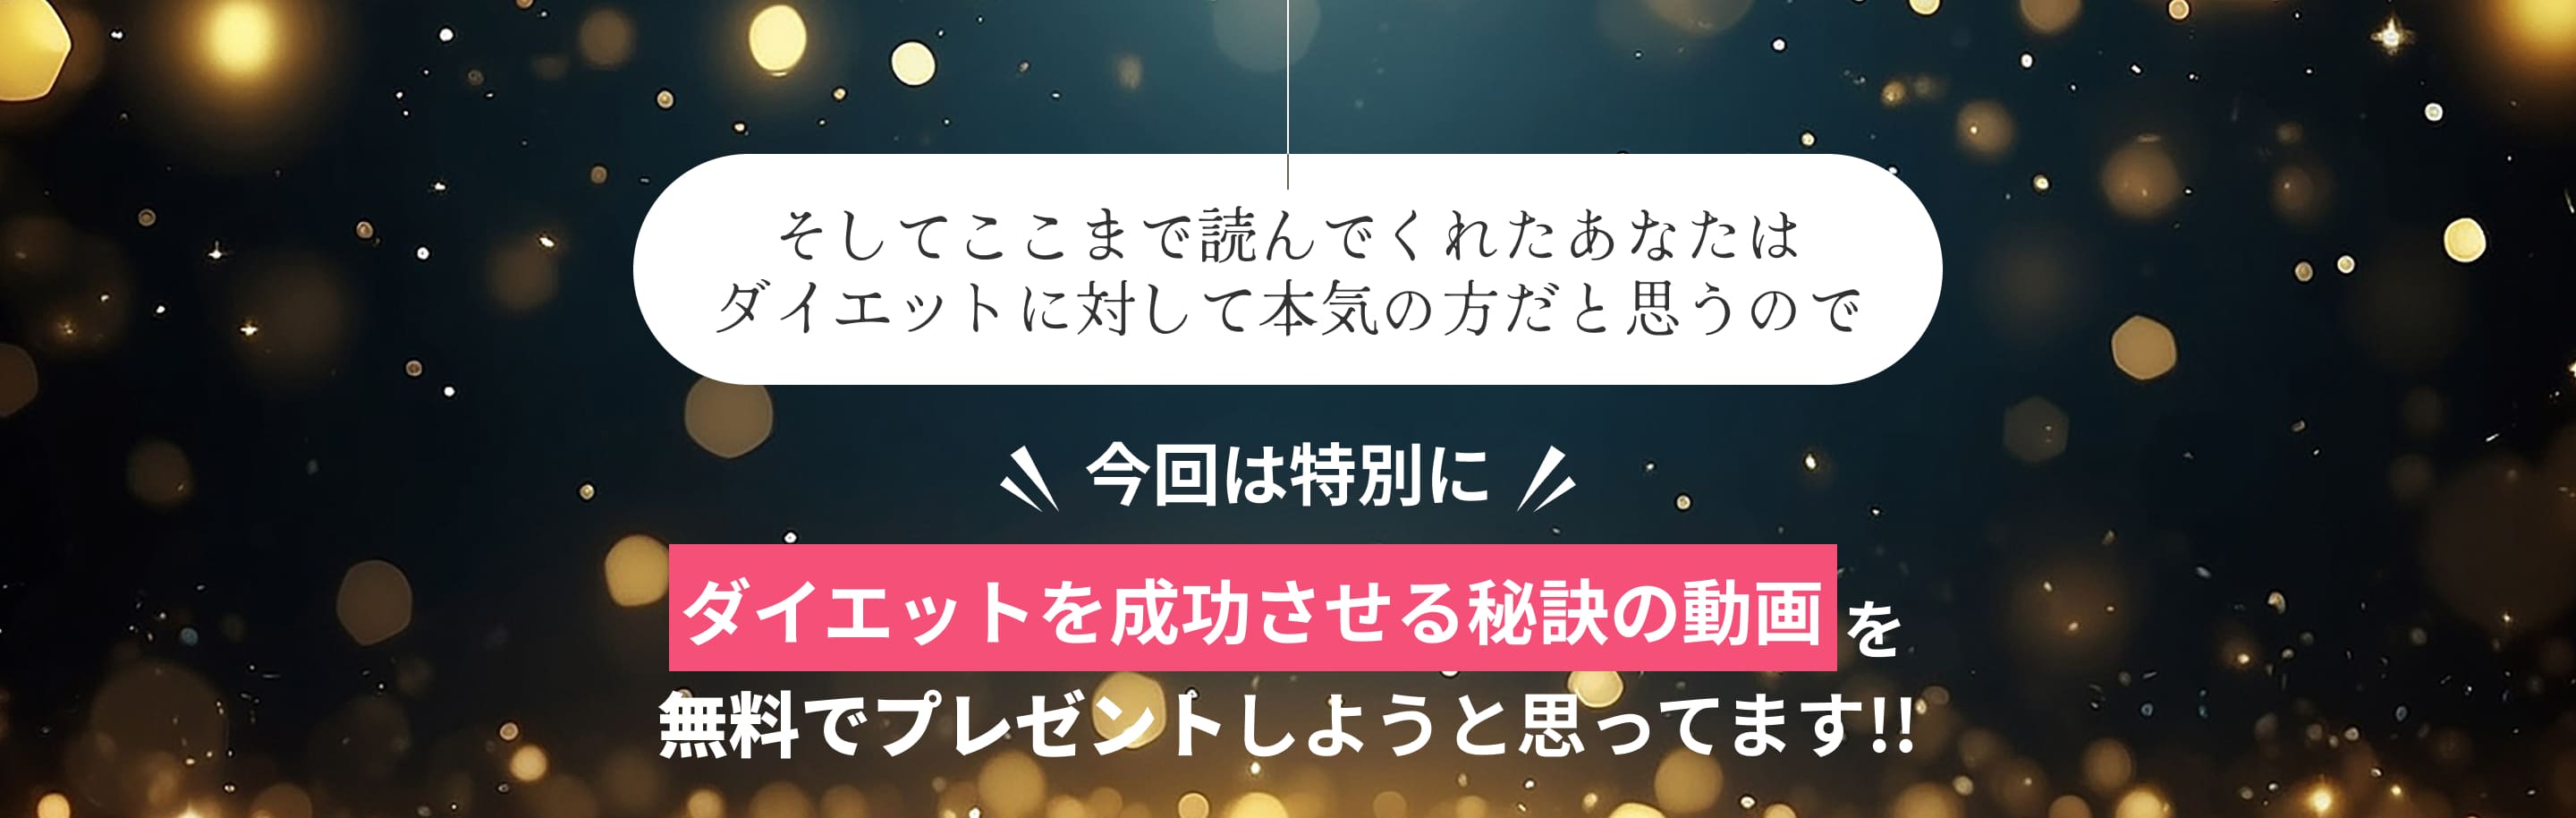 そしてここまで読んでくれたあなたは
ダイエットに対して本気の方だと思うので
今回は特別に
ダイエットを成功させる秘訣の動画を
無料でプレゼントしようと思ってます!!